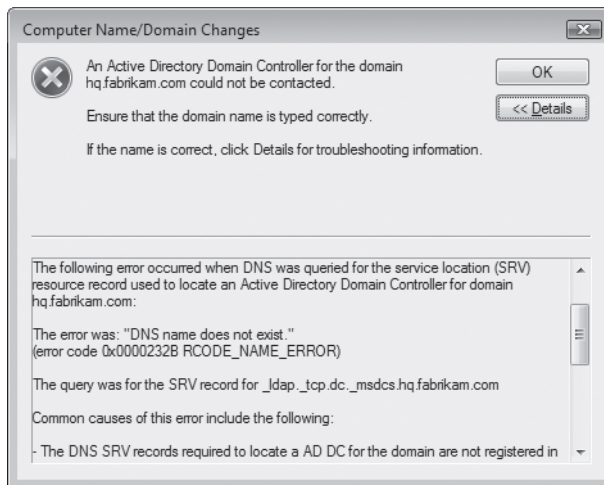 Computer Name/Domain Changes
An Active Directory Domain Controller for the domain
hq.fabrikam.com could not be contacted.
Ensure that the domain name is typed correctly.
If the name is correct, click Details for troubleshooting information.
OK
<< Details
The following error occurred when DNS was queried for the service location (SRV)
resource record used to locate an Active Directory Domain Controller for domain
hq.fabrikam.com:
The error was: "DNS name does not exist."
(error code 0x0000232B RCODE_NAME_ERROR)
The query was for the SRV record for _ldap._tcp.dc._msdcs.hq.fabrikam.com
Common causes of this error include the following:
- The DNS SRV records required to locate a AD DC for the domain are not registered in